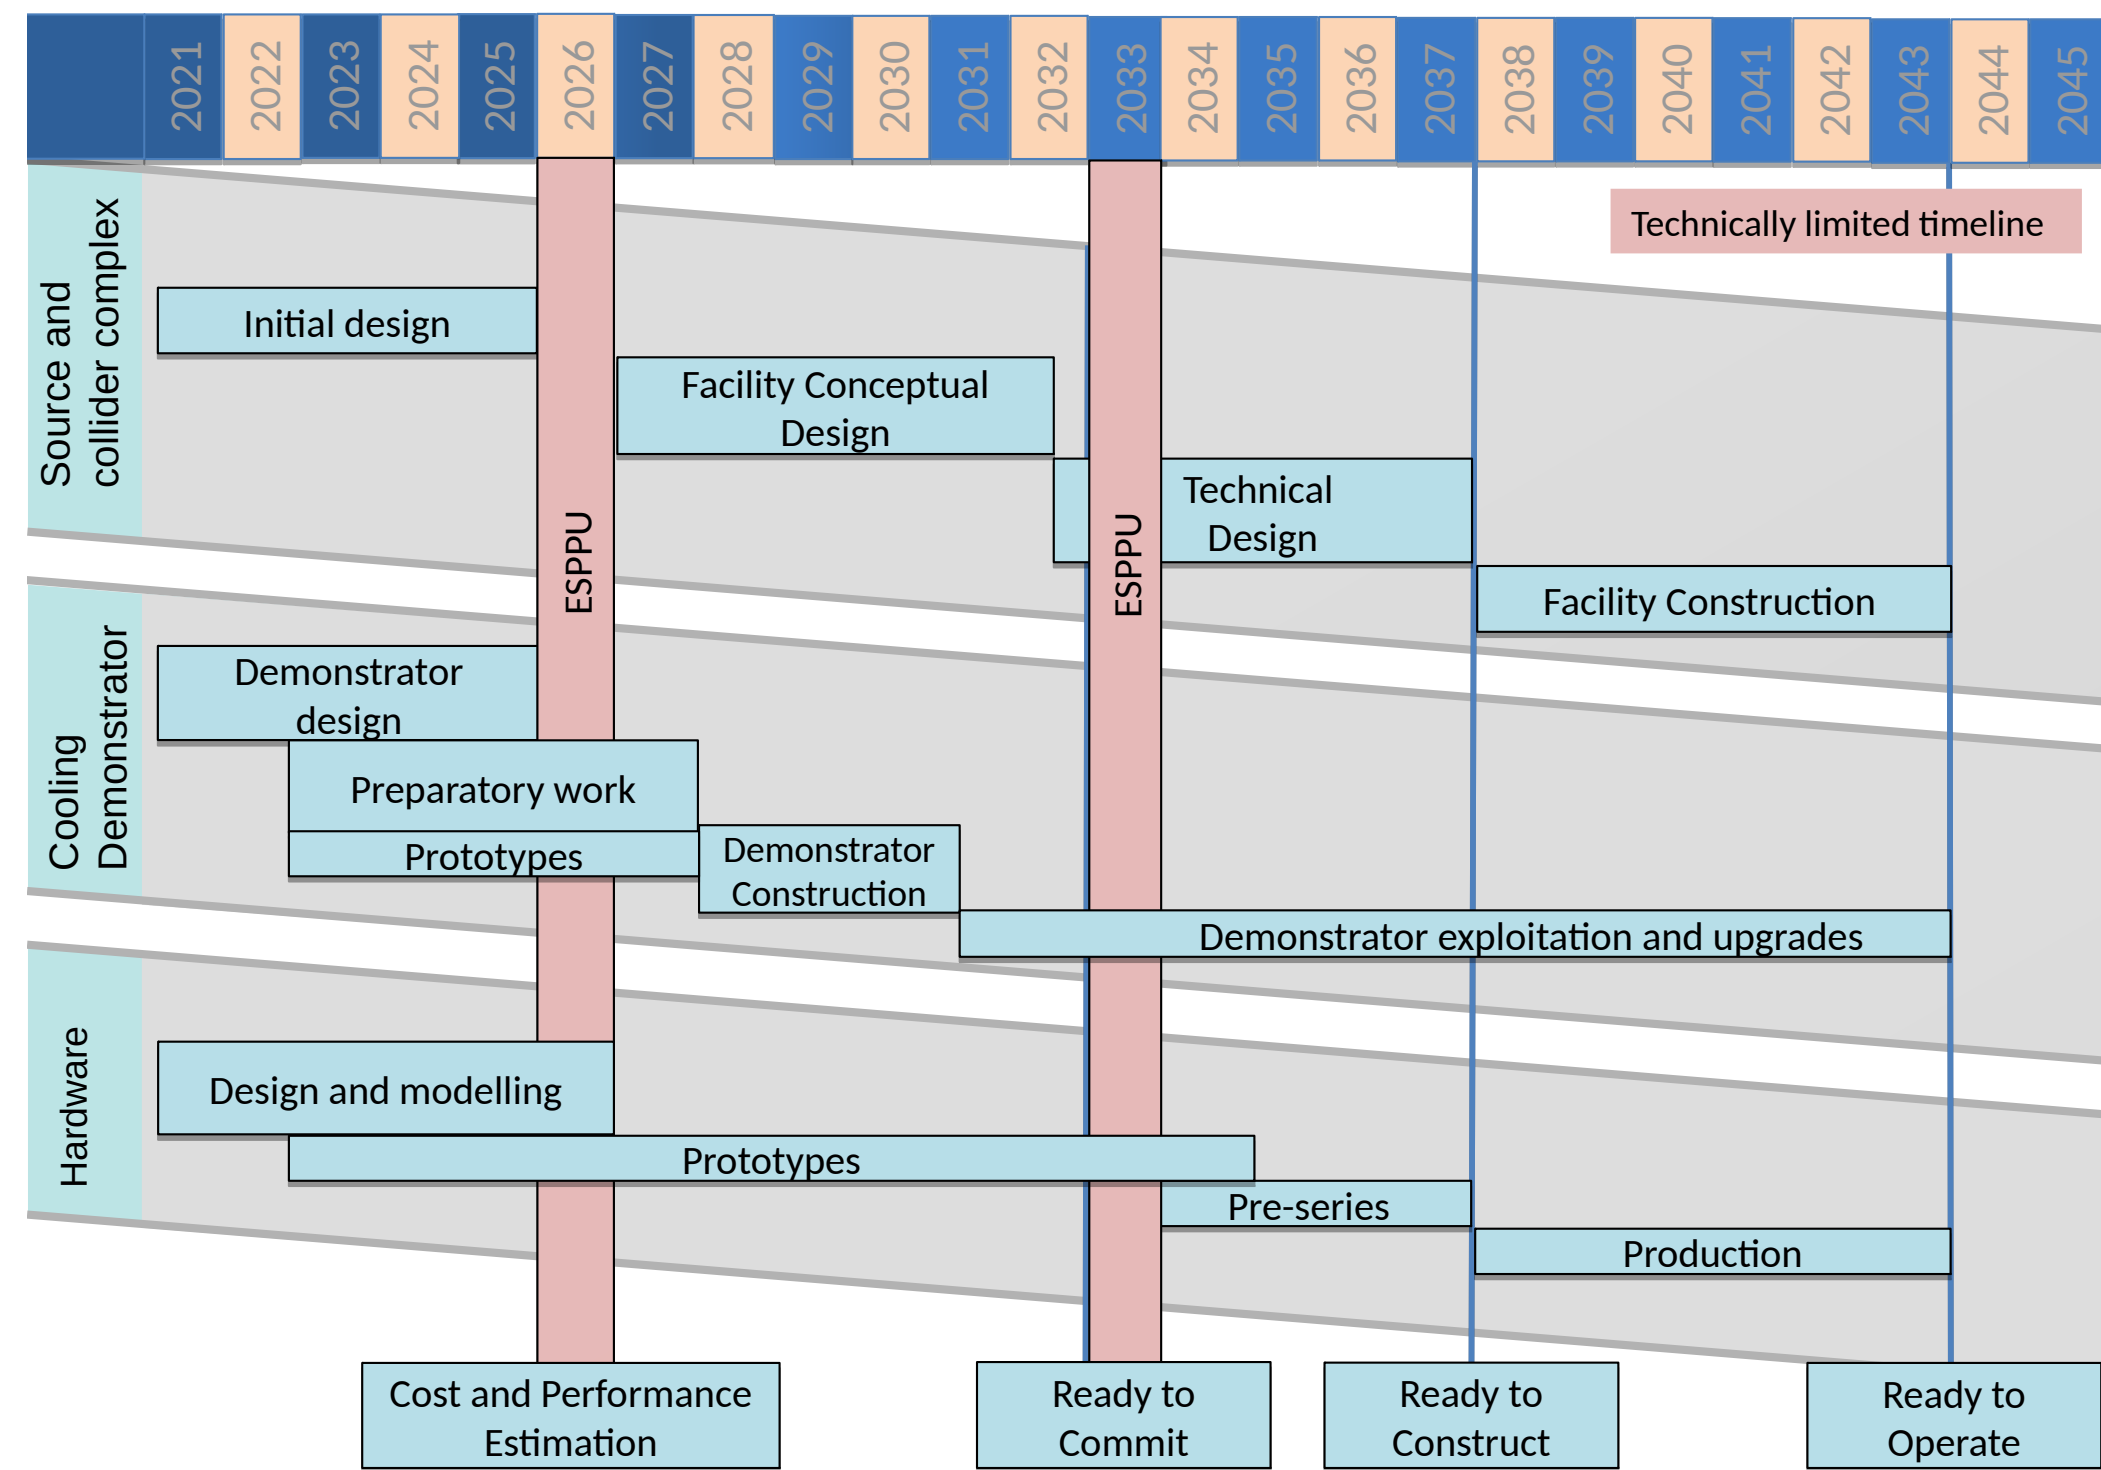 2021
2022
2023
2024
2025
2026
2027
2028
2029
2030
2031
2032
2033
2034
2035
2036
2037
2038
2039
2040
2041
2042
2043
2044
2045
Technically limited timeline
Source and
collider complex
Initial design
Facility Conceptual
Design
Technical
Design
ESPPU
ESPPU
Facility Construction
Cooling
Demonstrator
Demonstrator
design
Preparatory work
Prototypes
Demonstrator
Construction
Demonstrator exploitation and upgrades
Hardware
Design and modelling
Prototypes
Pre-series
Production
Cost and Performance
Estimation
Ready to
Commit
Ready to
Construct
Ready to
Operate